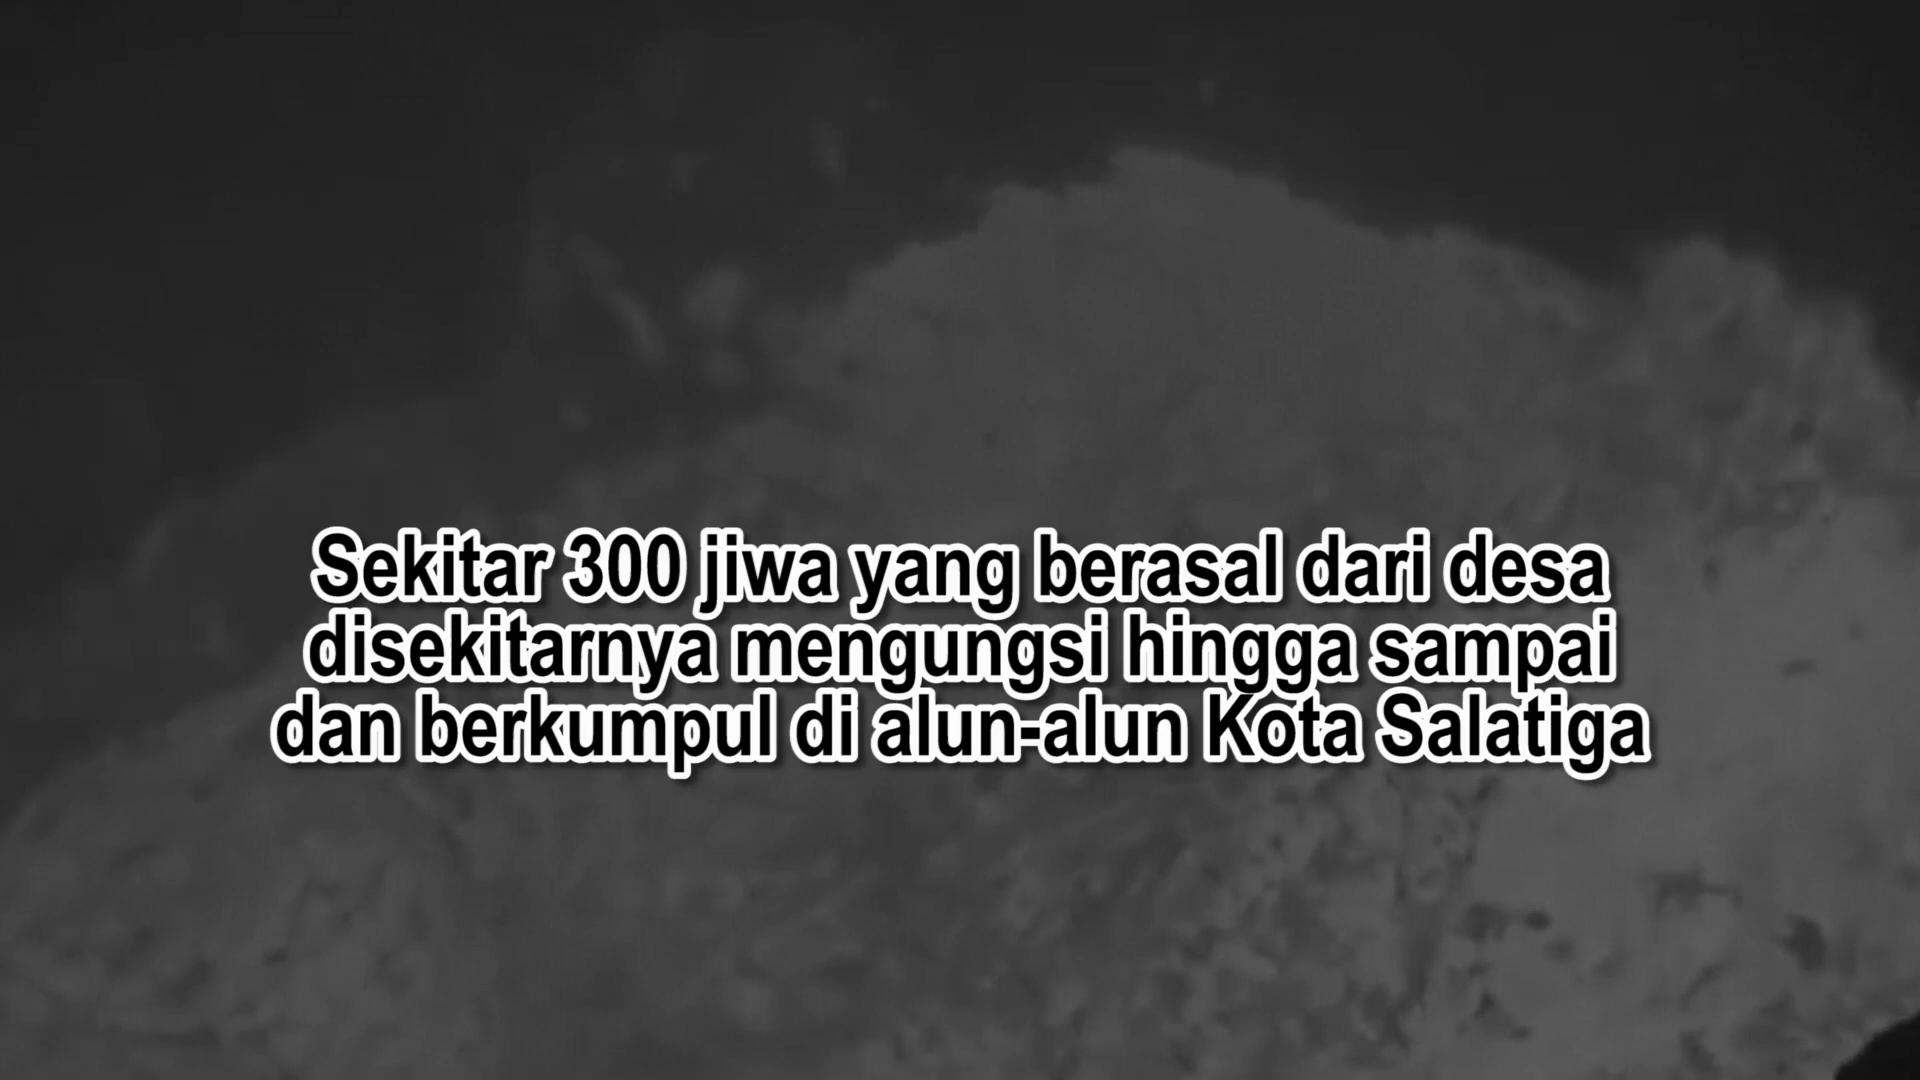 Sekitar 300 jiwa yang berasal dari desa
disekitarnya mengungsi hingga sampai
dan berkumpul di alun-alun Kota Salatiga